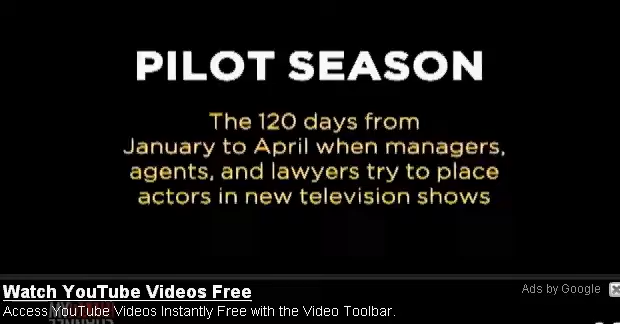 PILOT SEASON
The 120 days from
January to April when managers,
agents, and lawyers try to place
actors in new television shows
Watch YouTube Videos Free
Ads by Google
Access YouTube Videos Instantly Free with the Video Toolbar.